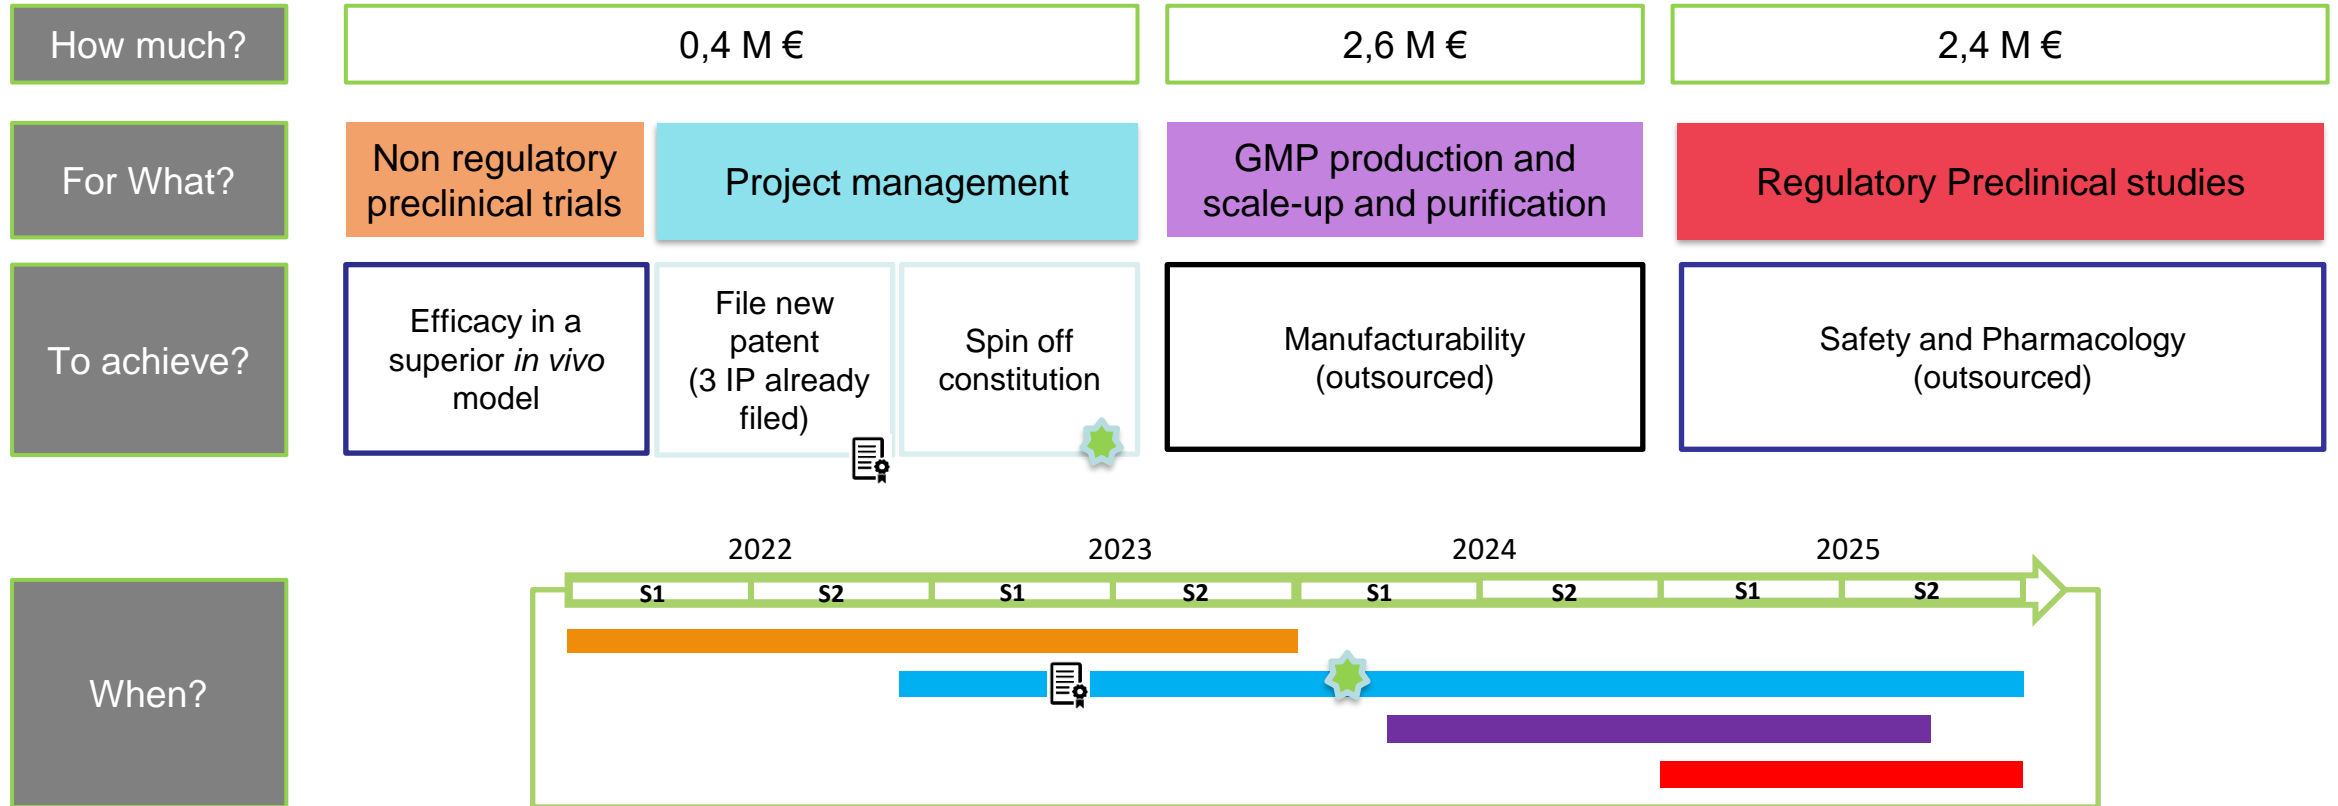 How much?
0,4 M €
2,6 M €
2,4 M €
For What?
Non regulatory
preclinical trials
Project management
GMP production and
scale-up and purification
Regulatory Preclinical studies
To achieve?
Efficacy in a
superior in vivo
model
File new
patent
(3 IP already
filed)
Spin off
constitution
Manufacturability
(outsourced)
Safety and Pharmacology
(outsourced)
When?
2022
2023
2024
2025
S1
S2
S1
S2
S1
S2
S1
S2